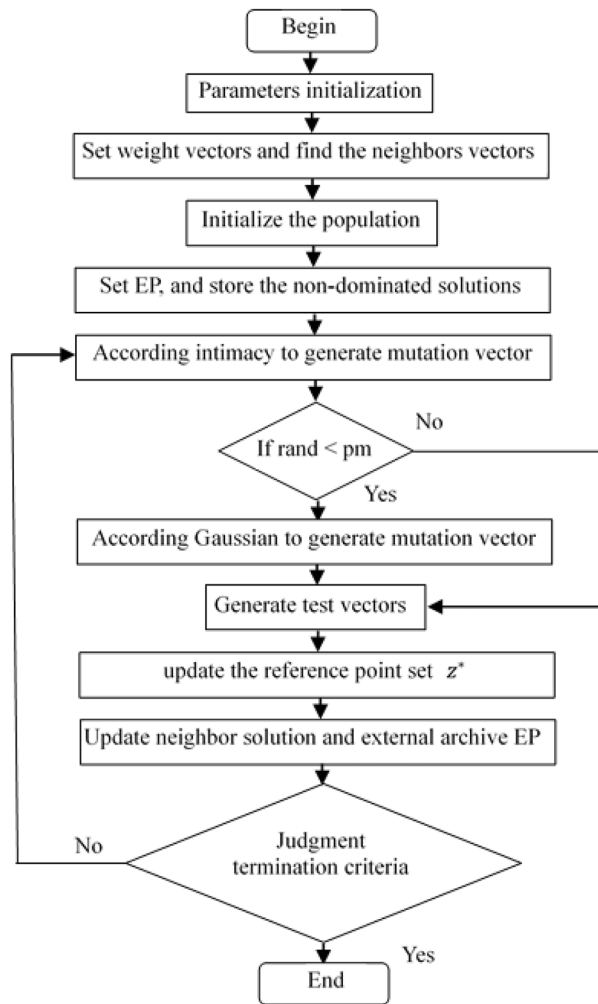 Begin
Parameters initialization
Set weight vectors and find the neighbors vectors
Initialize the population
Set EP, and store the non-dominated solutions
According intimacy to generate mutation vector
No
If rand < pm
Yes
According Gaussian to generate mutation vector
Generate test vectors
update the reference point set z*
Update neighbor solution and external archive EP
No
Judgment
termination criteria
Yes
End